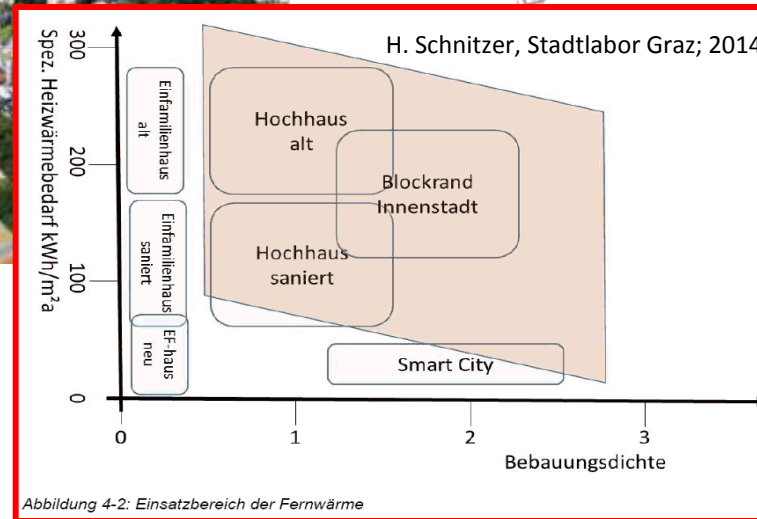 H. Schnitzer, Stadtlabor Graz; 2014
Spez. Heizwärmebedarf kWh/m²a
300
200
100
0
Einfamilienhaus
alt
Einfamilienhaus
saniert
EF-haus
neu
Hochhaus
alt
Blockrand
Innenstadt
Hochhaus
saniert
Smart City
0
1
2
3
Bebauungsdichte
Abbildung 4-2: Einsatzbereich der Fernwärme